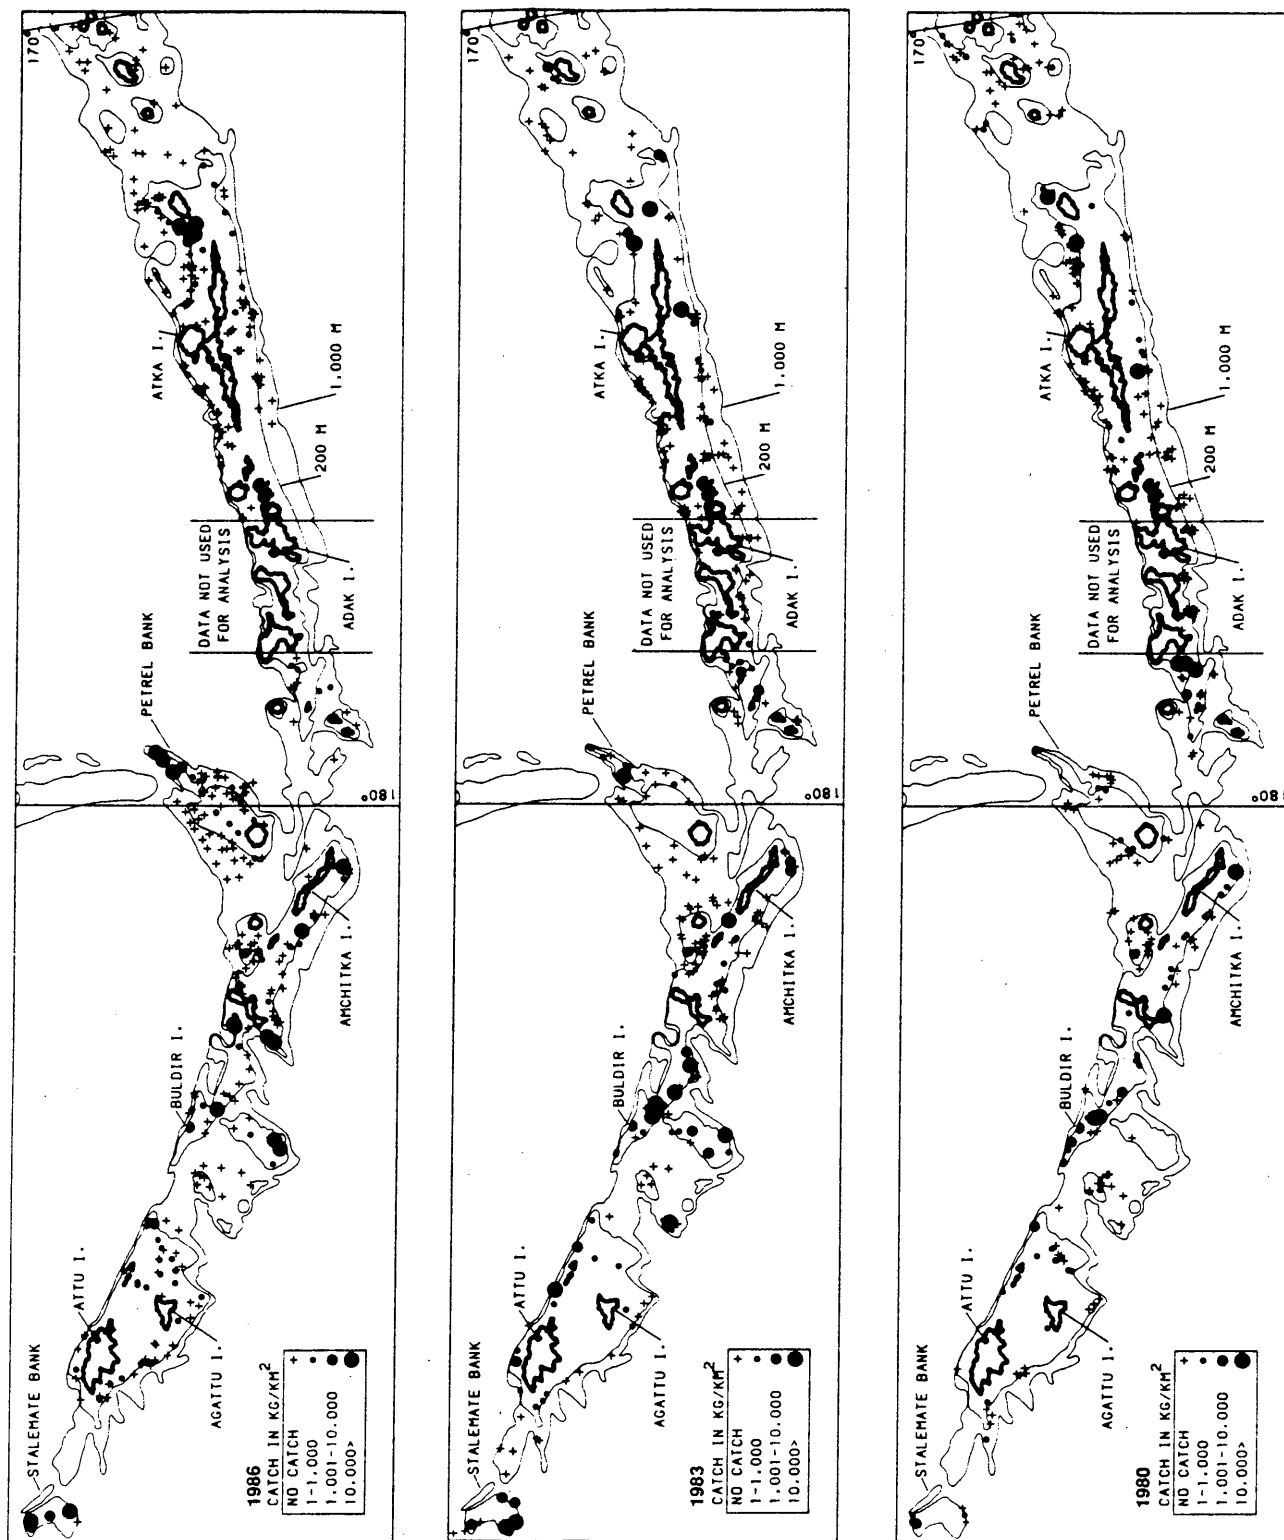 STALEMATE BANK
ATTU I.
AGATTU I.
BULDIR I.
AMCHITKA I.
PETREL BANK
180°
DATA NOT USED
FOR ANALYSIS
ADAK I.
ATKA I.
200 M
1.000 M
170°
1986
CATCH IN KG/KM²
NO CATCH +
1-1.000
1.001-10.000
10.000>
STALEMATE BANK
ATTU I.
AGATTU I.
BULDIR I.
AMCHITKA I.
PETREL BANK
180°
DATA NOT USED
FOR ANALYSIS
ADAK I.
ATKA I.
200 M
1.000 M
170°
1983
CATCH IN KG/KM²
NO CATCH +
1-1.000
1.001-10.000
10.000>
STALEMATE BANK
ATTU I.
AGATTU I.
BULDIR I.
AMCHITKA I.
PETREL BANK
180
DATA NOT USED
FOR ANALYSIS
ADAK I.
ATKA I.
200 M
1.000 M
170°
1980
CATCH IN KG/KM²
NO CATCH +
1-1.000
1.001-10.000
10.000>